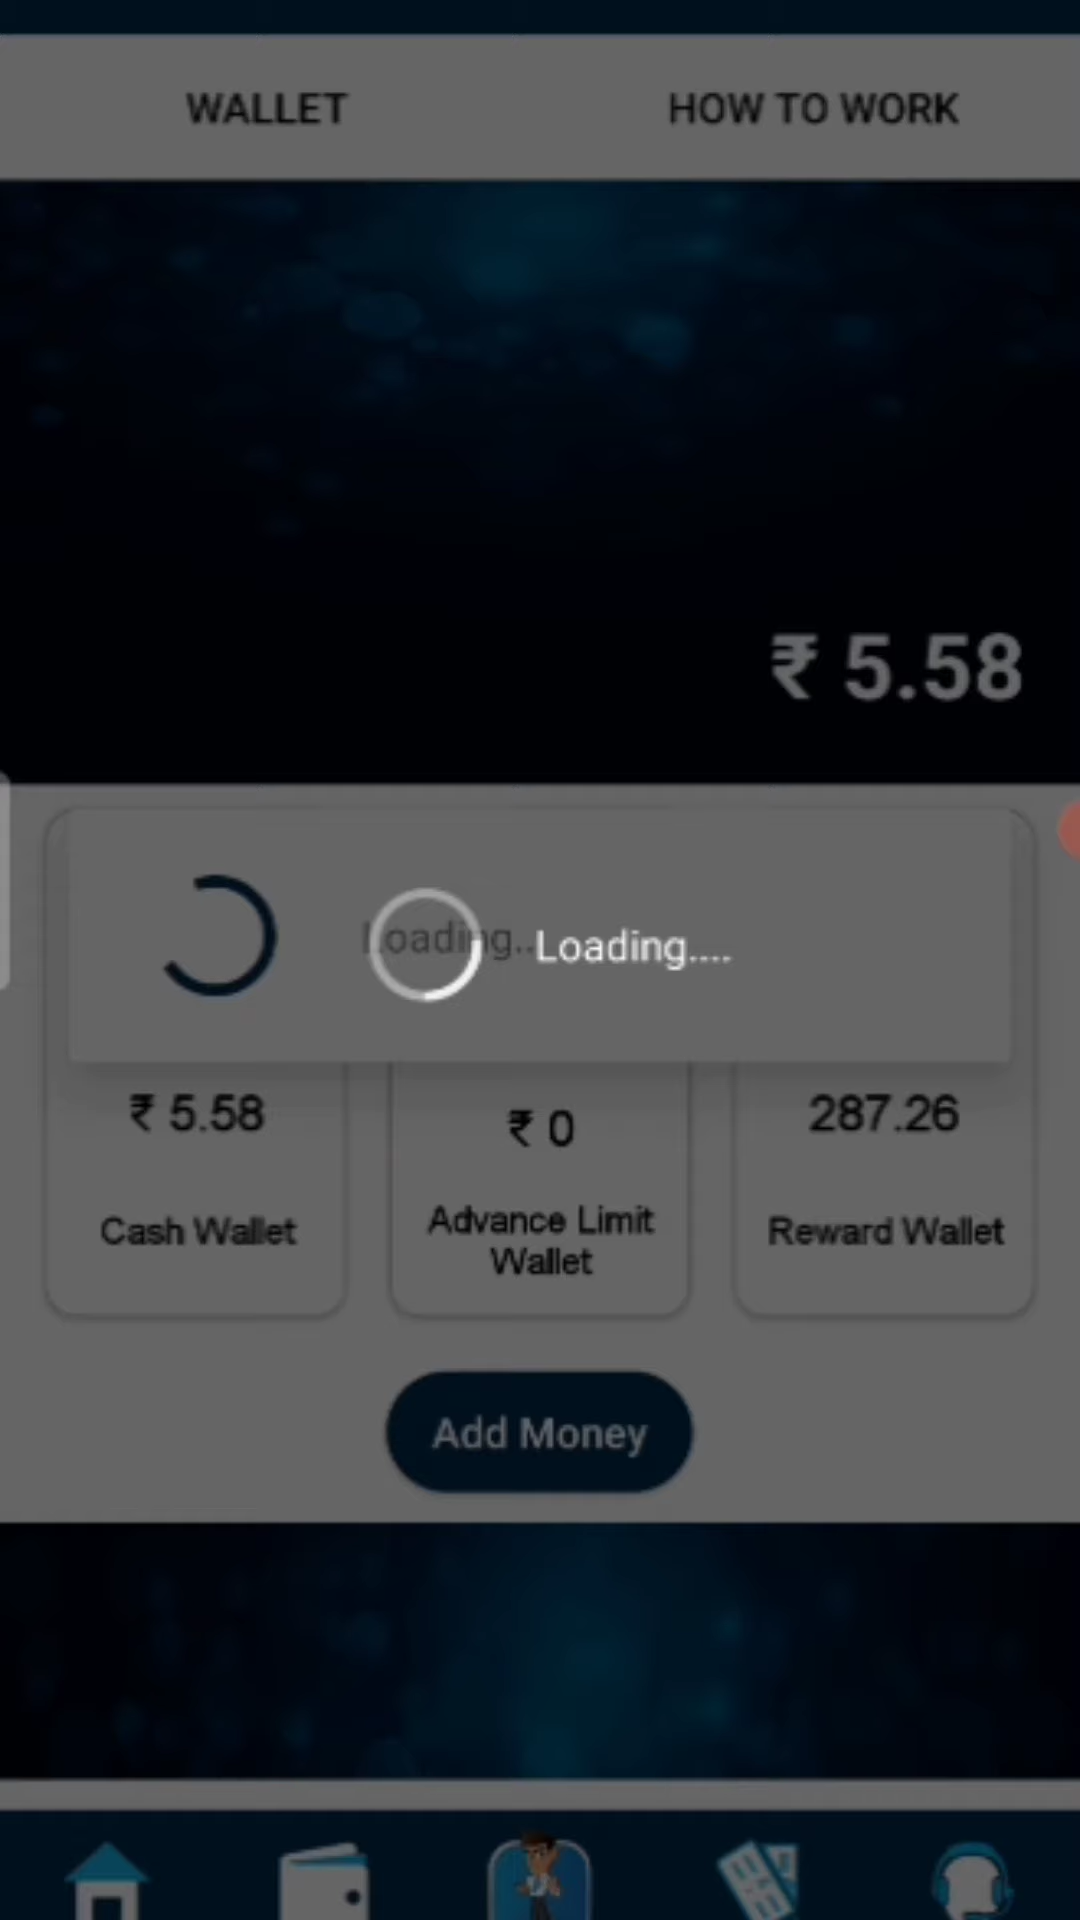 WALLET
HOW TO WORK
₹ 5.58
Loading..
Loading....
₹ 5.58
₹ 0
287.26
Cash Wallet
Advance Limit
Wallet
Reward Wallet
Add Money